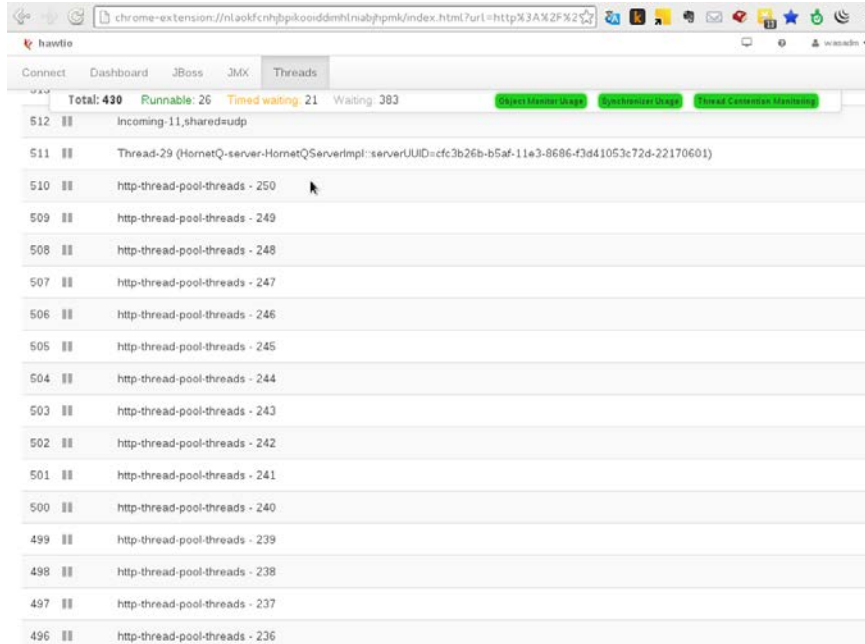 chrome-extension://nlaokfcnhjbpikooiddimhlniabjhpmk/index.html?url=http%3A%2F%2
13
hawtio
wasadm
Connect Dashboard JBoss JMX Threads
Total: 430 Runnable: 26 Timed waiting: 21 Waiting: 383 Object Monitor Usage Synchronizer Usage Thread Contention Monitoring
512 Incoming-11,shared=udp
511 Thread-29 (HornetQ-server-HornetQServerImpl::serverUUID=cfc3b26b-b5af-11e3-8686-f3d41053c72d-22170601)
510 http-thread-pool-threads - 250
509 http-thread-pool-threads - 249
508 http-thread-pool-threads - 248
507 http-thread-pool-threads - 247
506 http-thread-pool-threads - 246
505 http-thread-pool-threads - 245
504 http-thread-pool-threads - 244
503 http-thread-pool-threads - 243
502 http-thread-pool-threads - 242
501 http-thread-pool-threads - 241
500 http-thread-pool-threads - 240
499 http-thread-pool-threads - 239
498 http-thread-pool-threads - 238
497 http-thread-pool-threads - 237
496 http-thread-pool-threads - 236